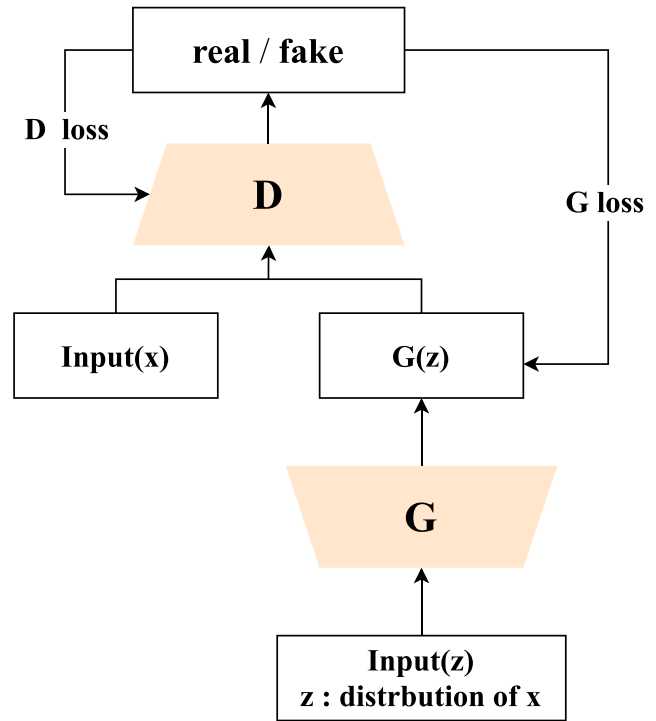 real / fake
D loss
D
G loss
Input(x)
G(z)
G
Input(z)
z : distrbution of x